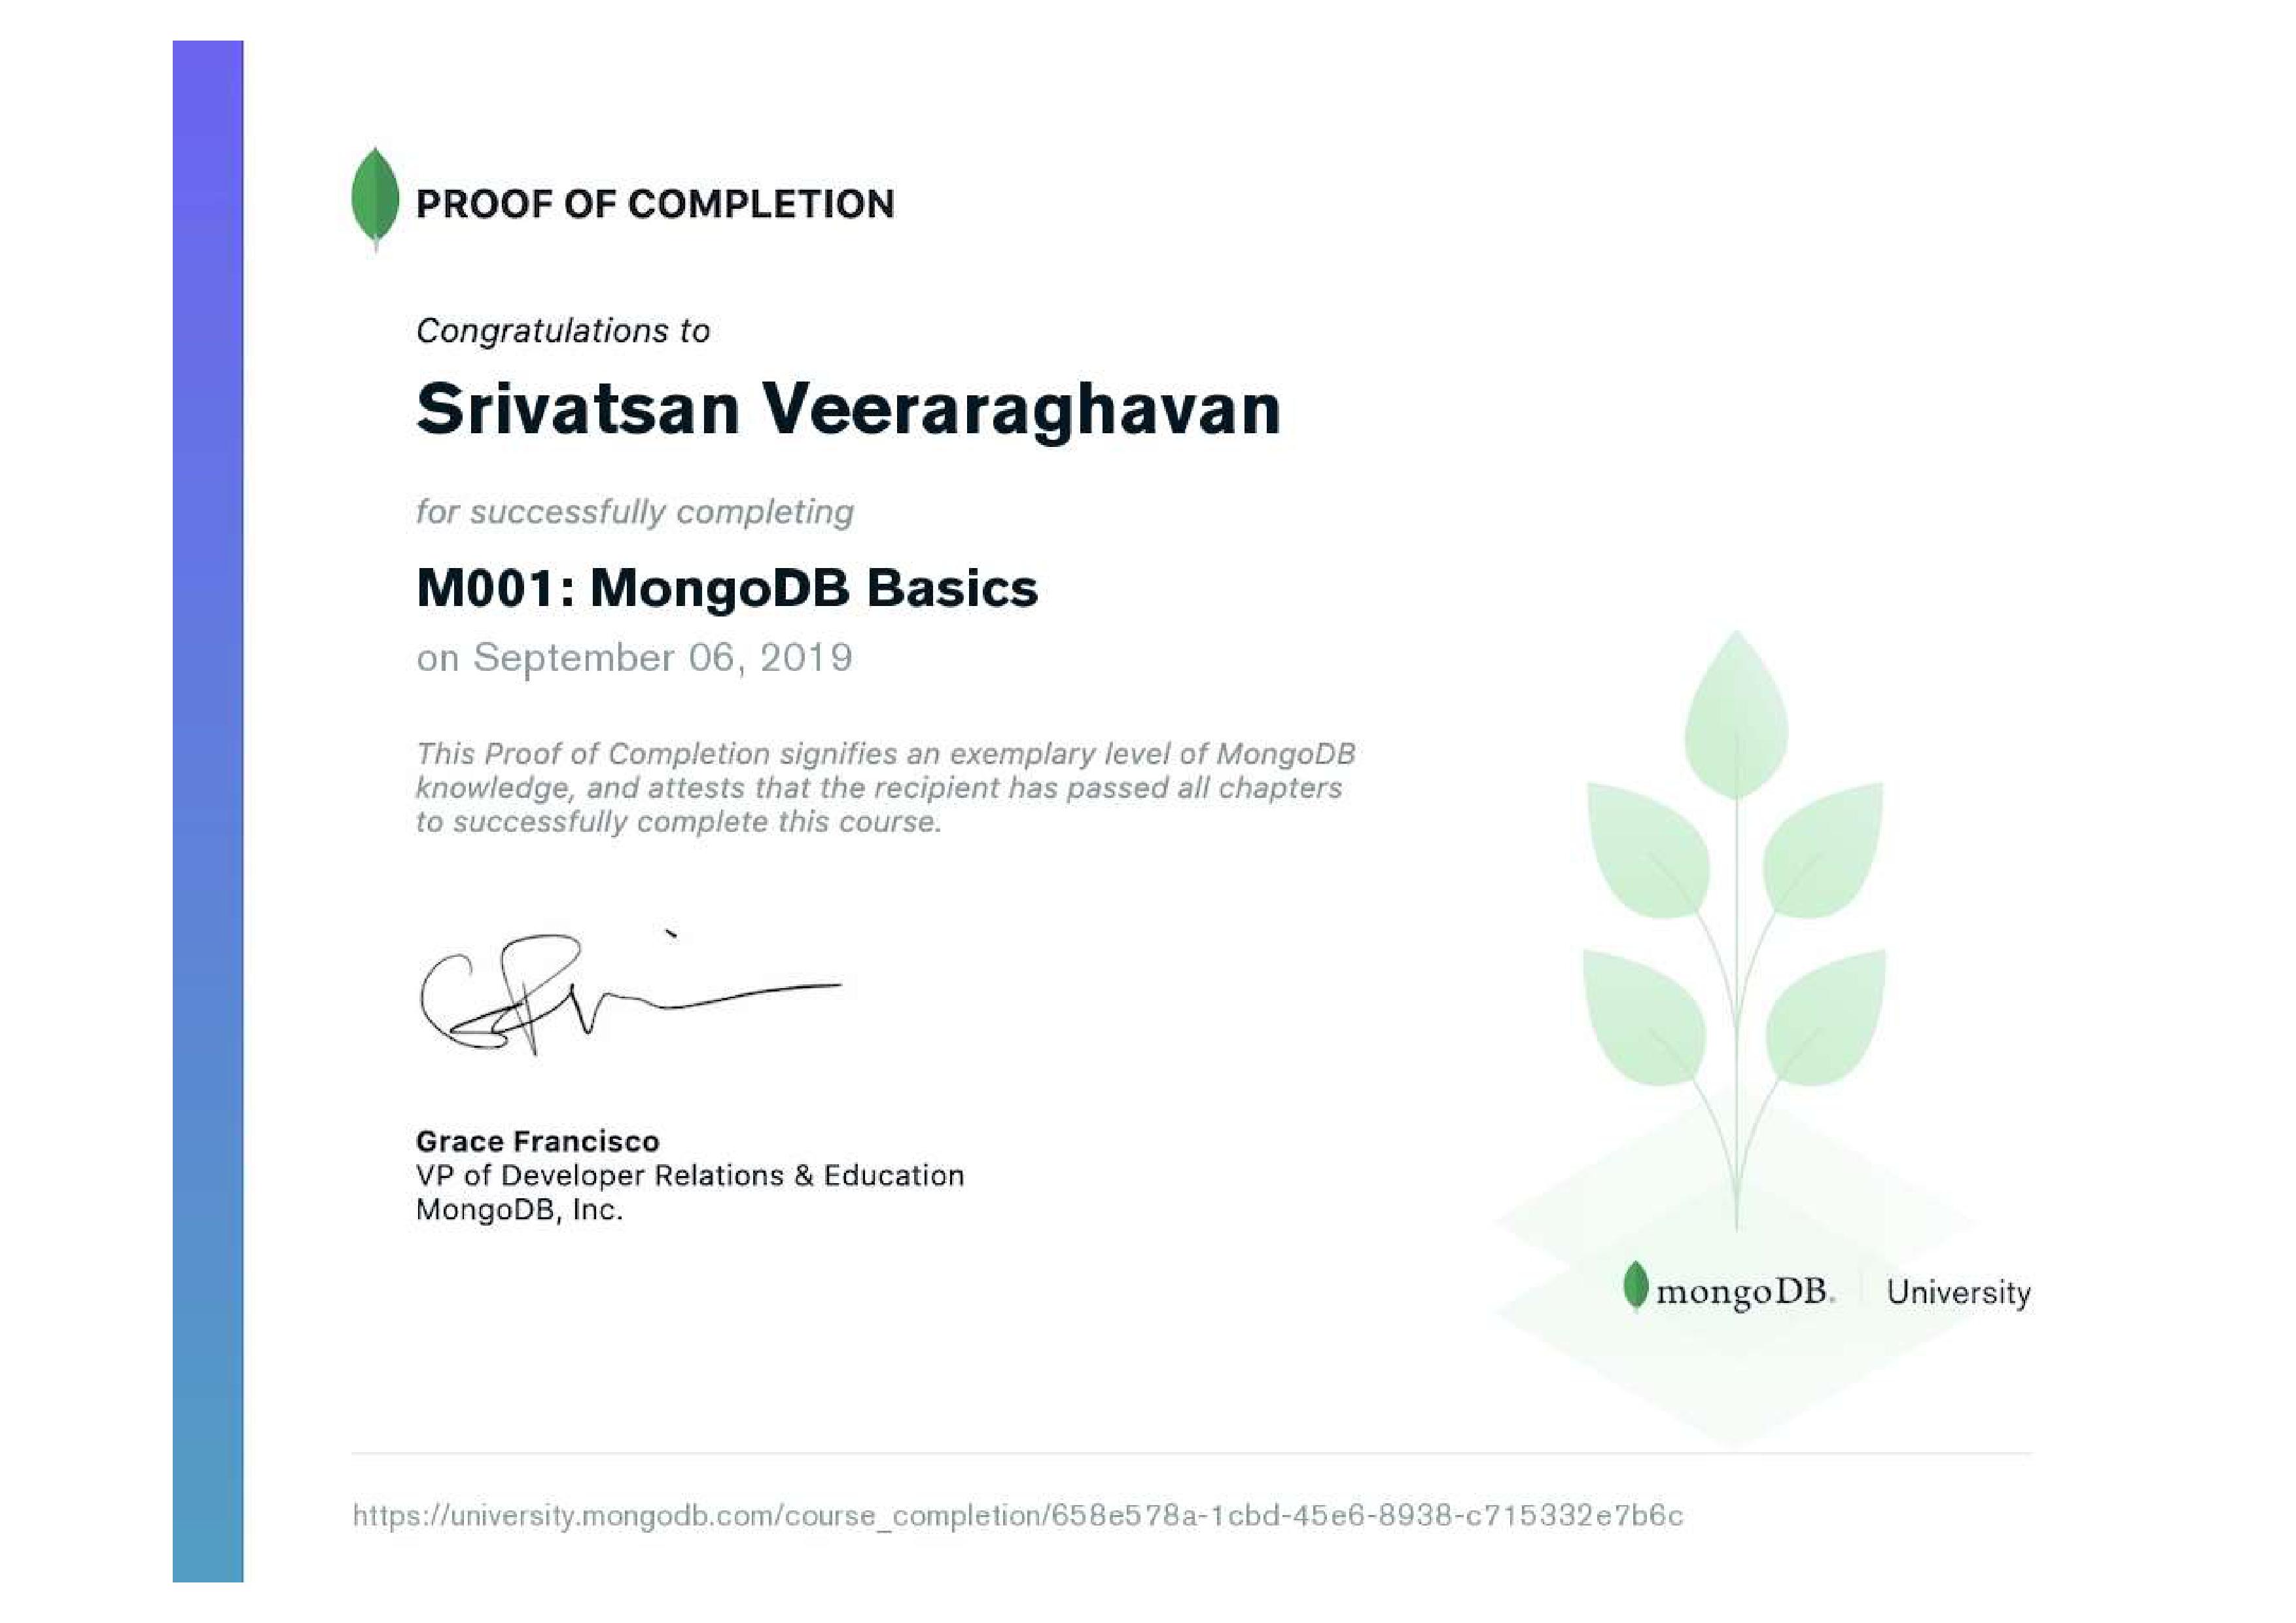 PROOF OF COMPLETION
Congratulations to
Srivatsan Veeraraghavan
for successfully completing
M001: MongoDB Basics
on September 06, 2019
This Proof of Completion signifies an exemplary level of MongoDB
knowledge, and attests that the recipient has passed all chapters
to successfully complete this course.
Grace Francisco
VP of Developer Relations & Education
MongoDB, Inc.
mongoDB. University
https://university.mongodb.com/course_completion/658e578a-1cbd-45e6-8938-c715332e7b6c